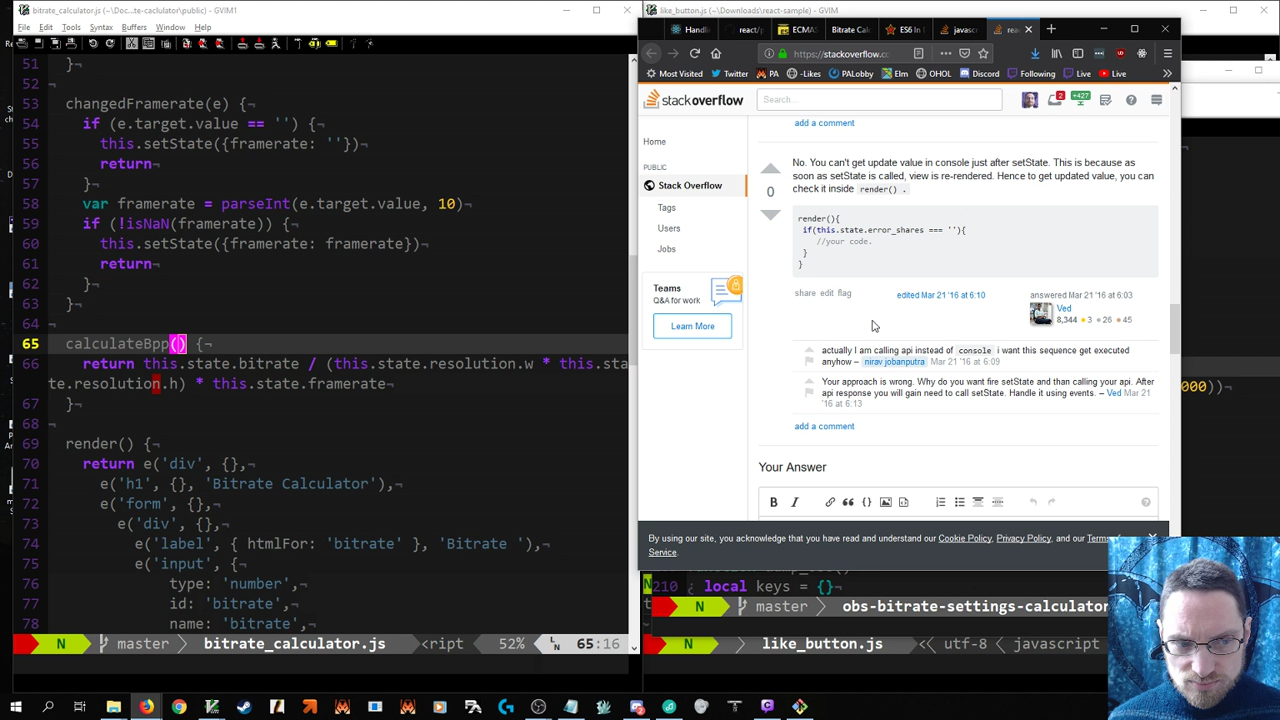 bitrate_calculator.js (~\Doc...te-caclulator\public) - GVIM1
File Edit Tools Syntax Buffers Window Help
51 }
52
53 changedFramerate(e) {¬
54 if (e.target.value == '') {¬
55 this.setState({framerate: ''})¬
56 return¬
57 }¬
58 var framerate = parseInt(e.target.value, 10)¬
59 if (!isNaN(framerate)) {¬
60 this.setState({framerate: framerate})¬
61 return¬
62 }¬
63 }¬
64 ¬
65 calculateBpp() {¬
66 return this.state.bitrate / (this.state.resolution.w * this.sta
te.resolution.h) * this.state.framerate¬
67 }¬
68 ¬
69 render() {¬
70 return e('div', {},¬
71 e('h1', {}, 'Bitrate Calculator'),¬
72 e('form', {},¬
73 e('div', {},¬
74 e('label', { htmlFor: 'bitrate' }, 'Bitrate '),¬
75 e('input', {¬
76 type: 'number',¬
77 id: 'bitrate',¬
78 name: 'bitrate',¬
N master bitrate_calculator.js <ript 52% 65:16
like_button.js (~\Downloads\react-sample) - GVIM
Handli react/ ECMAS Bitrate Calc ES6 In D javasc rea
https://stackoverflow.co
Most Visited Twitter PA -Likes PALobby Elm OHOL Discord Following Live Live
stackoverflow Search... 2 +427
Home
PUBLIC
Stack Overflow
Tags
Users
Jobs
Teams
Q&A for work
Learn More
add a comment
No. You can't get update value in console just after setState. This is because as
soon as setState is called, view is re-rendered. Hence to get updated value, you can
check it inside render() .
0
render(){
if(this.state.error_shares === ''){
//your code.
}
}
share edit flag
edited Mar 21 '16 at 6:10
answered Mar 21 '16 at 6:03
Ved
8,344 3 26 45
actually I am calling api instead of console i want this sequence get executed
anyhow – nirav jobanputra Mar 21 '16 at 6:09
Your approach is wrong. Why do you want fire setState and than calling your api. After
api response you will gain need to call setState. Handle it using events. – Ved Mar 21
'16 at 6:13
add a comment
Your Answer
B I
By using our site, you acknowledge that you have read and understand our Cookie Policy, Privacy Policy, and our Terms
Service.
000))
210 local keys = {}
N master obs-bitrate-settings-calculator
N like_button.js < utf-8 < javascript